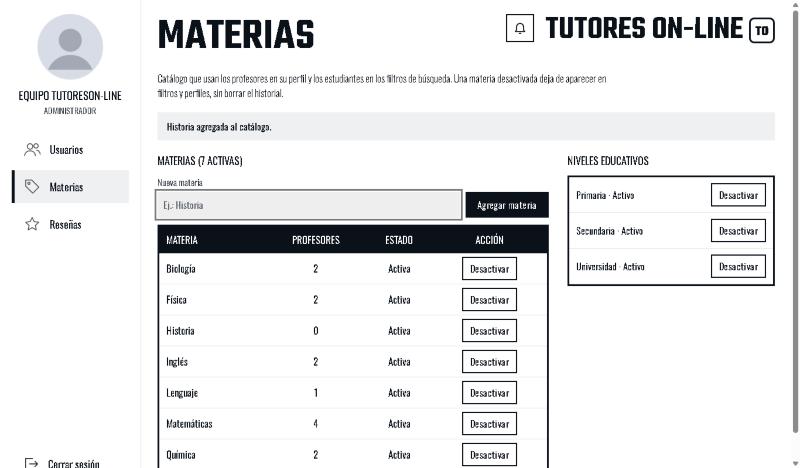 EQUIPO TUTORESON-LINE
ADMINISTRADOR
Usuarios
Materias
Reseñas
Cerrar sesión
MATERIAS
TUTORES ON-LINE TO
Catálogo que usan los profesores en su perfil y los estudiantes en los filtros de búsqueda. Una materia desactivada deja de aparecer en
filtros y perfiles, sin borrar el historial.
Historia agregada al catálogo.
MATERIAS (7 ACTIVAS)
Nueva materia
Ej.: Historia
Agregar materia
MATERIA PROFESORES ESTADO ACCIÓN
Biología 2 Activa Desactivar
Física 2 Activa Desactivar
Historia 0 Activa Desactivar
Inglés 2 Activa Desactivar
Lenguaje 1 Activa Desactivar
Matemáticas 4 Activa Desactivar
Química 2 Activa Desactivar
NIVELES EDUCATIVOS
Primaria · Activo Desactivar
Secundaria · Activo Desactivar
Universidad · Activo Desactivar